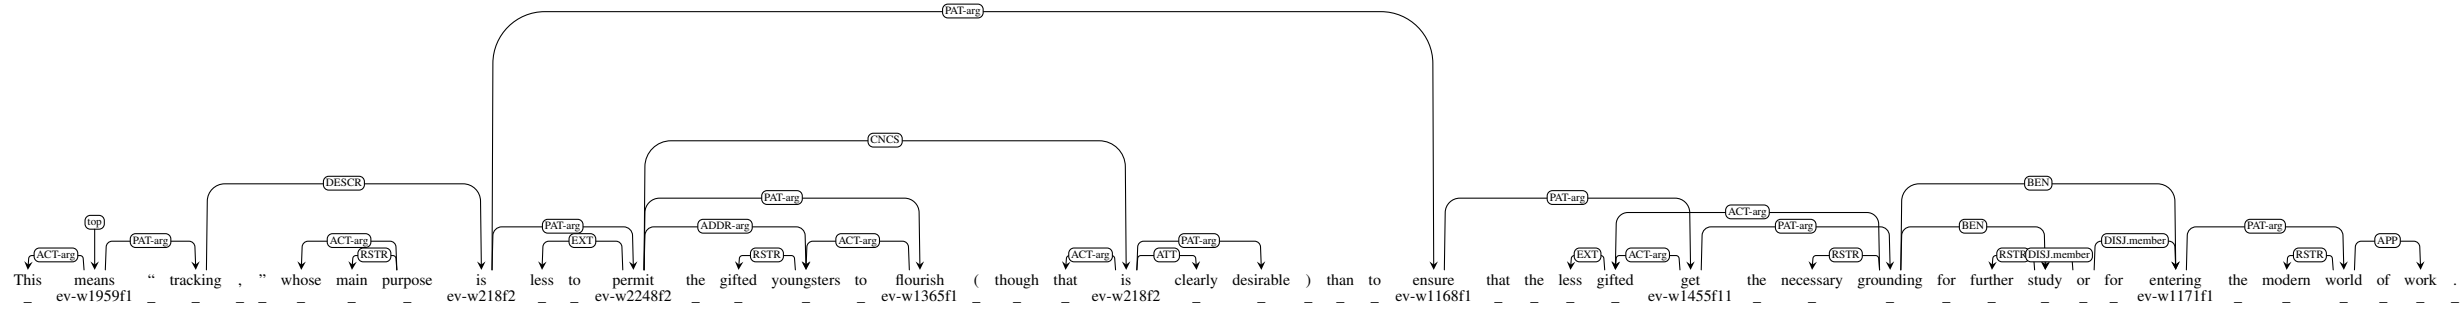 PAT-arg
CNCS
DESCR BEN
PAT-arg PAT-arg
ACT-arg
top
PAT-arg ADDR-arg PAT-arg BEN PAT-arg
PAT-arg ACT-arg EXT ACT-arg PAT-arg DISJ.member APP
ACT-arg RSTR RSTR ACT-arg ATT EXT ACT-arg RSTR RSTR DISJ.member RSTR
This means “ tracking , ” whose main purpose is less to permit the gifted youngsters to flourish ( though that is clearly desirable ) than to ensure that the less gifted get the necessary grounding for further study or for entering the modern world of work .
_ ev-w1959f1 _ _ _ _ _ _ _ ev-w218f2 _ _ ev-w2248f2 _ _ _ _ ev-w1365f1 _ _ _ ev-w218f2 _ _ _ _ _ ev-w1168f1 _ _ _ _ ev-w1455f11 _ _ _ _ _ _ _ _ ev-w1171f1 _ _ _ _ _ _